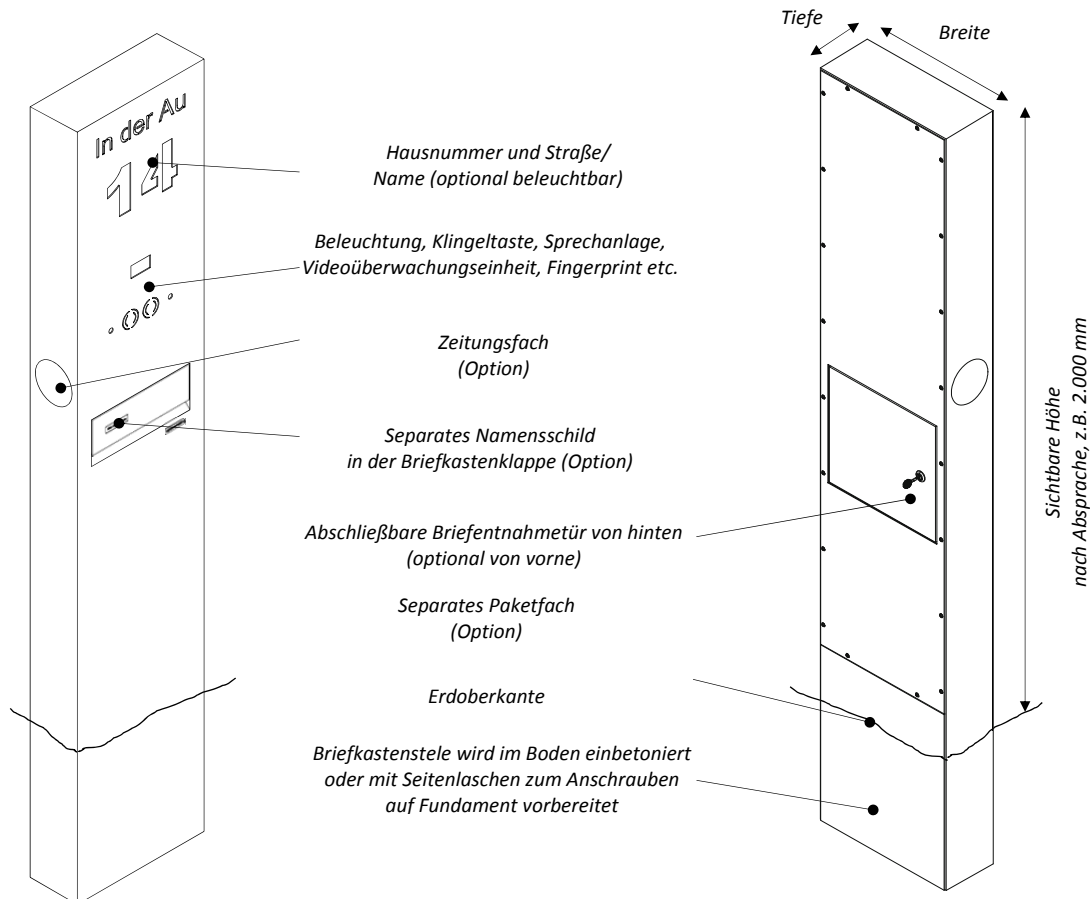 Tiefe
Breite
In der Au
14
Hausnummer und Straße/
Name (optional beleuchtbar)
Beleuchtung, Klingeltaste, Sprechanlage,
Videoüberwachungseinheit, Fingerprint etc.
Zeitungsfach
(Option)
Separates Namensschild
in der Briefkastenklappe (Option)
Abschließbare Briefentnahmetür von hinten
(optional von vorne)
Separates Paketfach
(Option)
Erdoberkante
Briefkastenstele wird im Boden einbetoniert
oder mit Seitenlaschen zum Anschrauben
auf Fundament vorbereitet
Sichtbare Höhe
nach Absprache, z.B. 2.000 mm